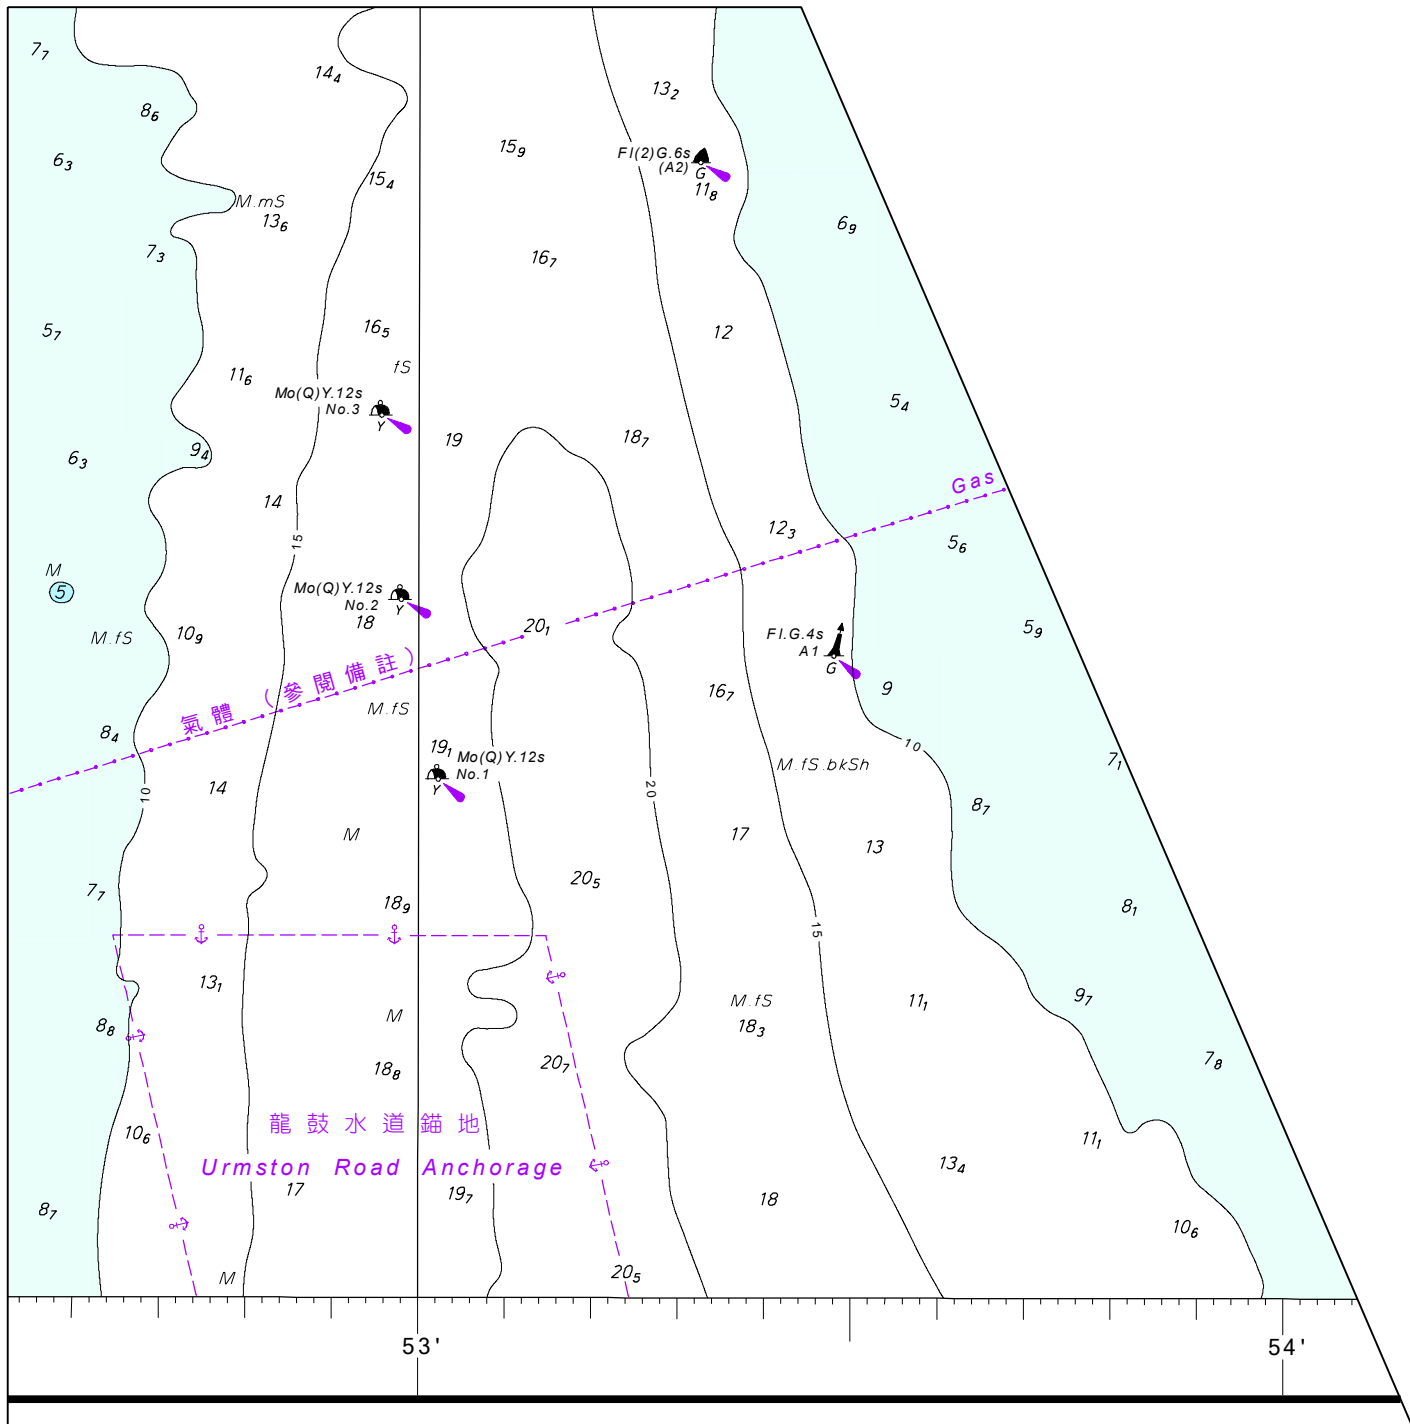 7₇
14₄
13₂
8₆
15₉
Fl(2)G.6s
(A2)
G
6₃
15₄
11₈
M.mS
13₆
6₉
7₃
16₇
5₇
16₅
12
fS
11₆
Mo(Q)Y.12s
No.3
Y
5₄
19
18₇
9₄
6₃
Gas
14
12₃
15
5₆
M
5
Mo(Q)Y.12s
No.2
Y
18
20₁
10₉
M.fS
Fl.G.4s
A1
G
5₉
氣體 (參閱備註)
16₇
9
M.fS
8₄
10
19₁
Mo(Q)Y.12s
No.1
Y
7₁
M.fS.bkSh
14
10
20
8₇
M
17
13
7₇
20₅
18₉
8₁
15
13₁
9₇
M.fS
11₁
M
8₈
18₃
20₇
7₈
18₈
龍鼓水道錨地
10₆
11₁
Urmston Road Anchorage
13₄
17
19₇
18
8₇
10₆
M
20₅
53'
54'